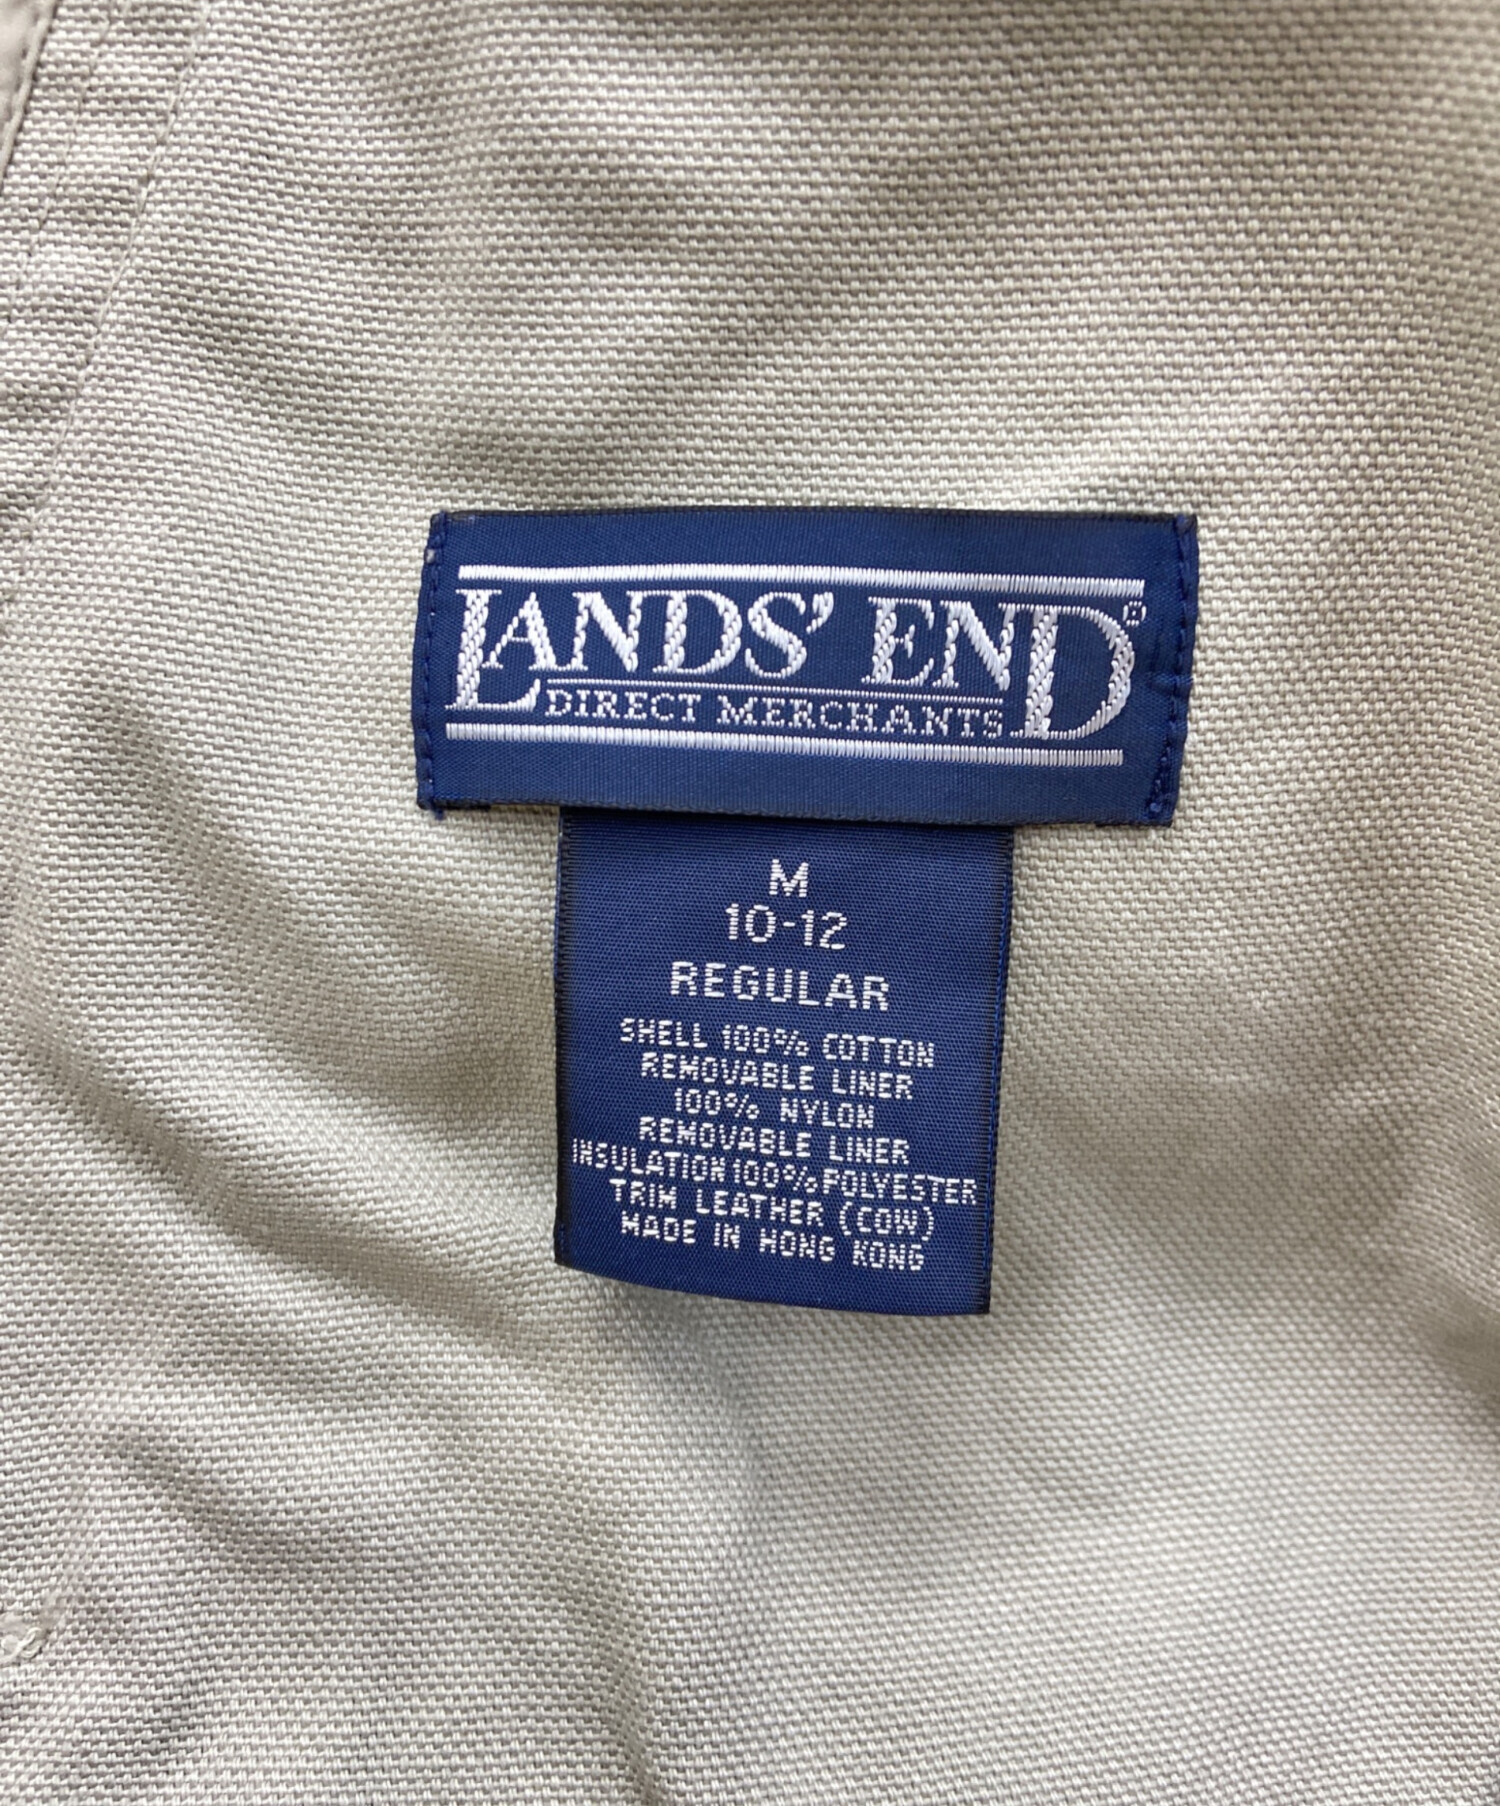 LANDS' END®
DIRECT MERCHANTS
M
10-12
REGULAR
SHELL 100% COTTON
REMOVABLE LINER
100% NYLON
REMOVABLE LINER
INSULATION 100% POLYESTER
TRIM LEATHER (COW)
MADE IN HONG KONG